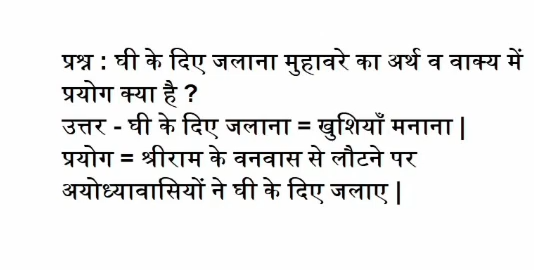 प्रश्न : घी के दिए जलाना मुहावरे का अर्थ व वाक्य में
प्रयोग क्या है ?
उत्तर - घी के दिए जलाना = खुशियाँ मनाना |
प्रयोग = श्रीराम के वनवास से लौटने पर
अयोध्यावासियों ने घी के दिए जलाए |